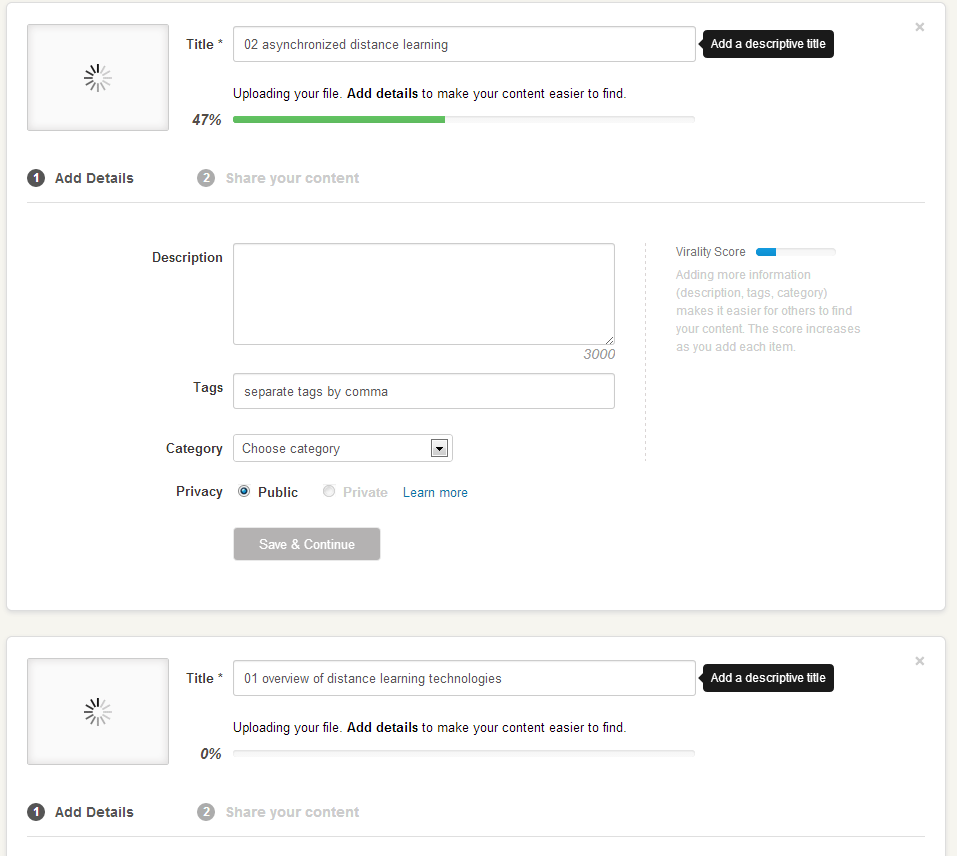 Title * 02 asynchronized distance learning Add a descriptive title ×
Uploading your file. Add details to make your content easier to find.
47%
1 Add Details 2 Share your content
Description
3000
Virality Score
Adding more information
(description, tags, category)
makes it easier for others to find
your content. The score increases
as you add each item.
Tags separate tags by comma
Category Choose category
Privacy Public Private Learn more
Save & Continue
Title * 01 overview of distance learning technologies Add a descriptive title ×
Uploading your file. Add details to make your content easier to find.
0%
1 Add Details 2 Share your content